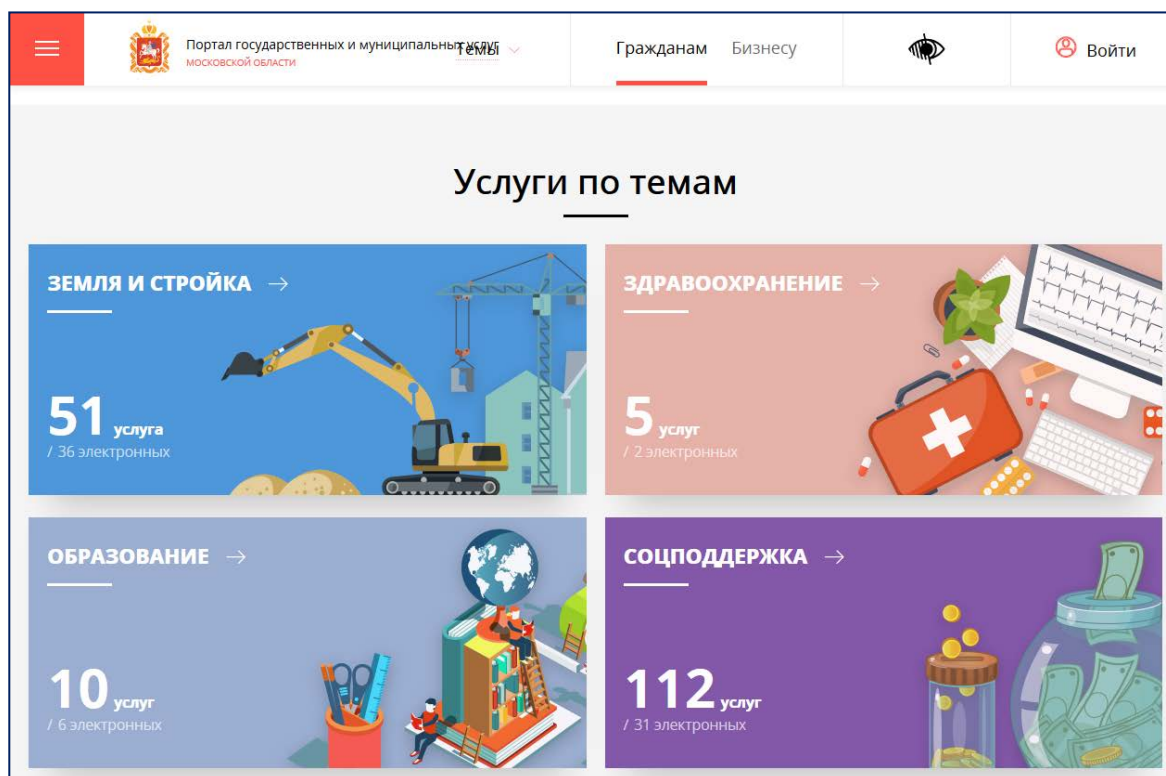 Портал государственных и муниципальных услуг
МОСКОВСКОЙ ОБЛАСТИ
Темы
Гражданам
Бизнесу
Войти
Услуги по темам
ЗЕМЛЯ И СТРОЙКА
51 услуга
/ 36 электронных
ЗДРАВООХРАНЕНИЕ
5 услуг
/ 2 электронных
ОБРАЗОВАНИЕ
10 услуг
/ 6 электронных
СОЦПОДДЕРЖКА
112 услуг
/ 31 электронных